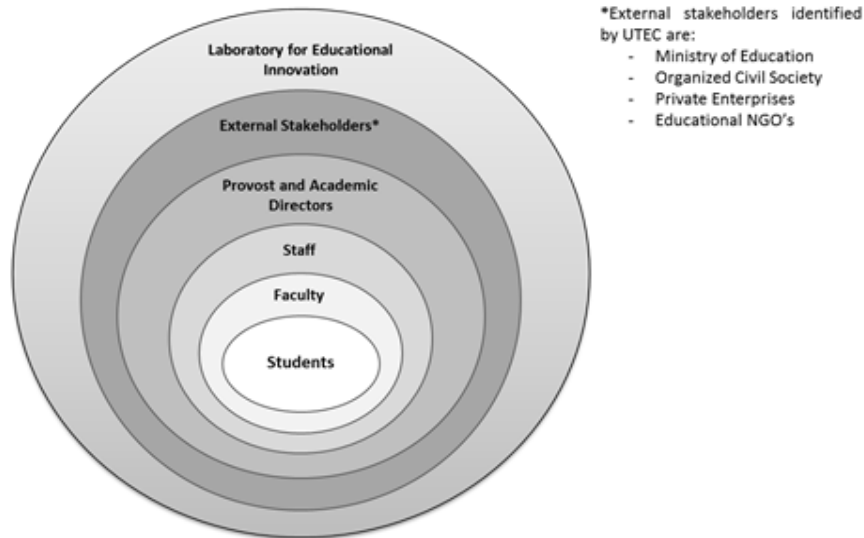 Laboratory for Educational
Innovation
External Stakeholders*
Provost and Academic
Directors
Staff
Faculty
Students
*External stakeholders identified
by UTEC are:
- Ministry of Education
- Organized Civil Society
- Private Enterprises
- Educational NGO's